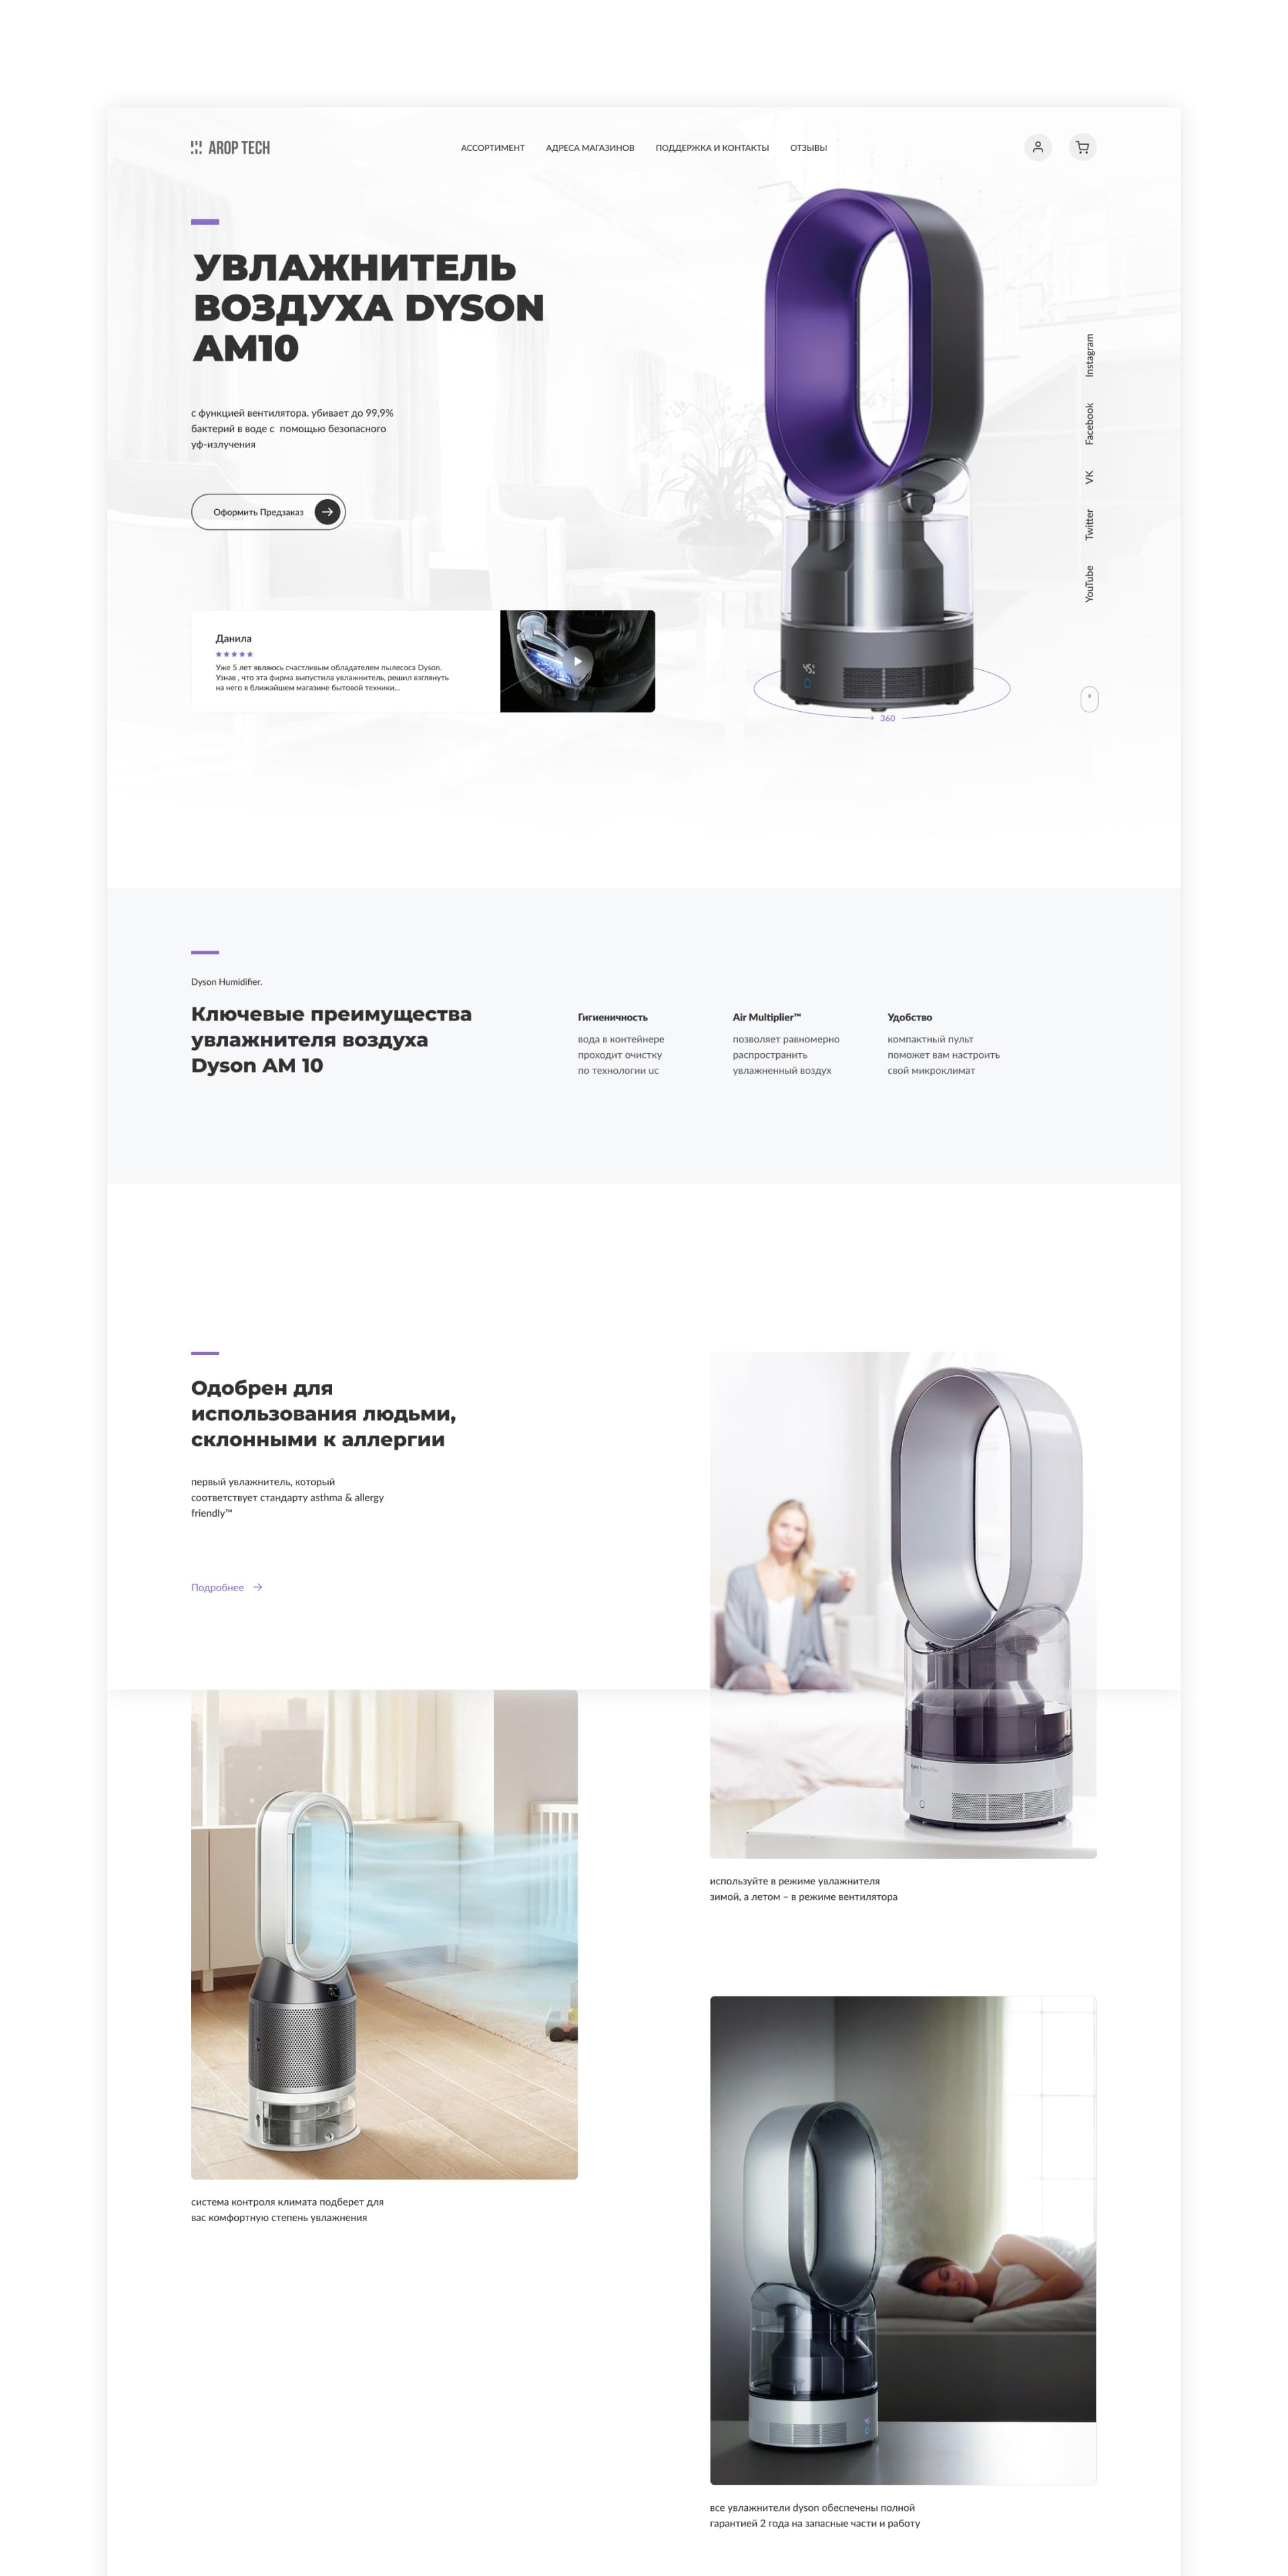 AROP TECH
АССОРТИМЕНТ
АДРЕСА МАГАЗИНОВ
ПОДДЕРЖКА И КОНТАКТЫ
ОТЗЫВЫ
УВЛАЖНИТЕЛЬ
ВОЗДУХА DYSON
AM10
с функцией вентилятора. убивает до 99,9%
бактерий в воде с помощью безопасного
уф-излучения
Оформить Предзаказ
Instagram
Facebook
VK
Twitter
YouTube
Данила
Уже 5 лет являюсь счастливым обладателем пылесоса Dyson.
Узнав , что эта фирма выпустила увлажнитель, решил взглянуть
на него в ближайшем магазине бытовой техники...
360
Dyson Humidifier.
Ключевые преимущества
увлажнителя воздуха
Dyson AM 10
Гигиеничность
вода в контейнере
проходит очистку
по технологии uc
Air Multiplier™
позволяет равномерно
распространить
увлажненный воздух
Удобство
компактный пульт
поможет вам настроить
свой микроклимат
Одобрен для
использования людьми,
склонными к аллергии
первый увлажнитель, который
соответствует стандарту asthma & allergy
friendly™
Подробнее
используйте в режиме увлажнителя
зимой, а летом – в режиме вентилятора
система контроля климата подберет для
вас комфортную степень увлажнения
все увлажнители dyson обеспечены полной
гарантией 2 года на запасные части и работу